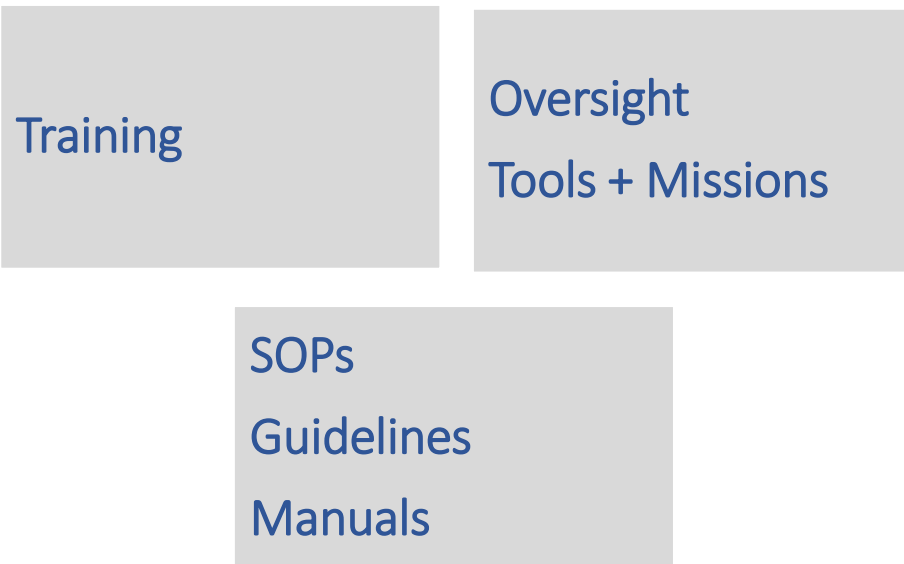 Training
Oversight
Tools + Missions
SOPs
Guidelines
Manuals